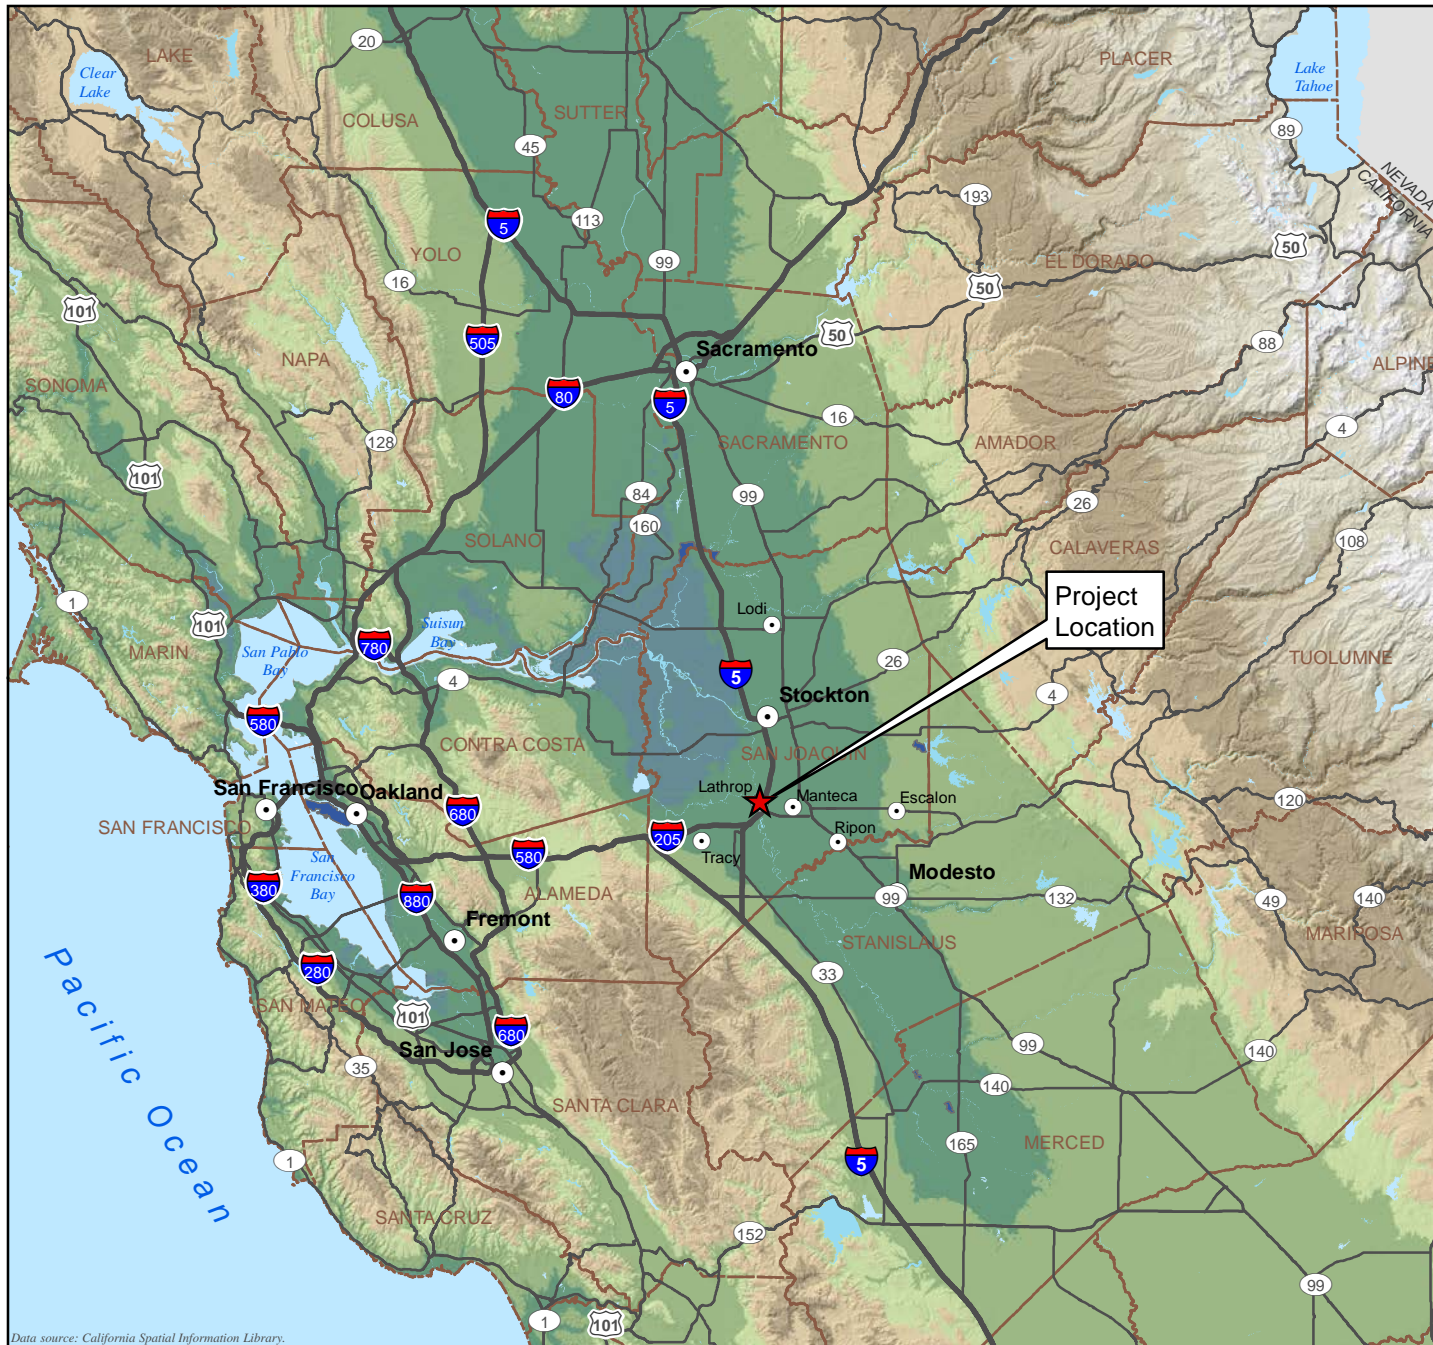 20
LAKE
Clear
Lake
COLUSA
SUTTER
45
PLACER
Lake
Tahoe
89
NEVADA
CALIFORNIA
193
5
113
YOLO
99
16
50
EL DORADO
50
101
505
50
88
NAPA
Sacramento
ALPINE
SONOMA
80
5
16
4
128
SACRAMENTO
AMADOR
101
84
99
26
160
SOLANO
CALAVERAS
108
1
101
Project
Location
Lodi
MARIN
Suisun
Bay
780
San Pablo
Bay
26
TUOLUMNE
4
5
4
580
Stockton
CONTRA COSTA
SAN JOAQUIN
Lathrop
San Francisco
Oakland
680
Manteca
Escalon
120
SAN FRANCISCO
205
Ripon
580
Tracy
San
Francisco
Bay
380
880
ALAMEDA
Modesto
99
132
49
140
Fremont
STANISLAUS
MARIPOSA
280
33
SAN MATEO
101
680
99
San Jose
140
35
140
SANTA CLARA
165
MERCED
1
5
SANTA CRUZ
152
99
1
101
Pacific Ocean
Data source: California Spatial Information Library.